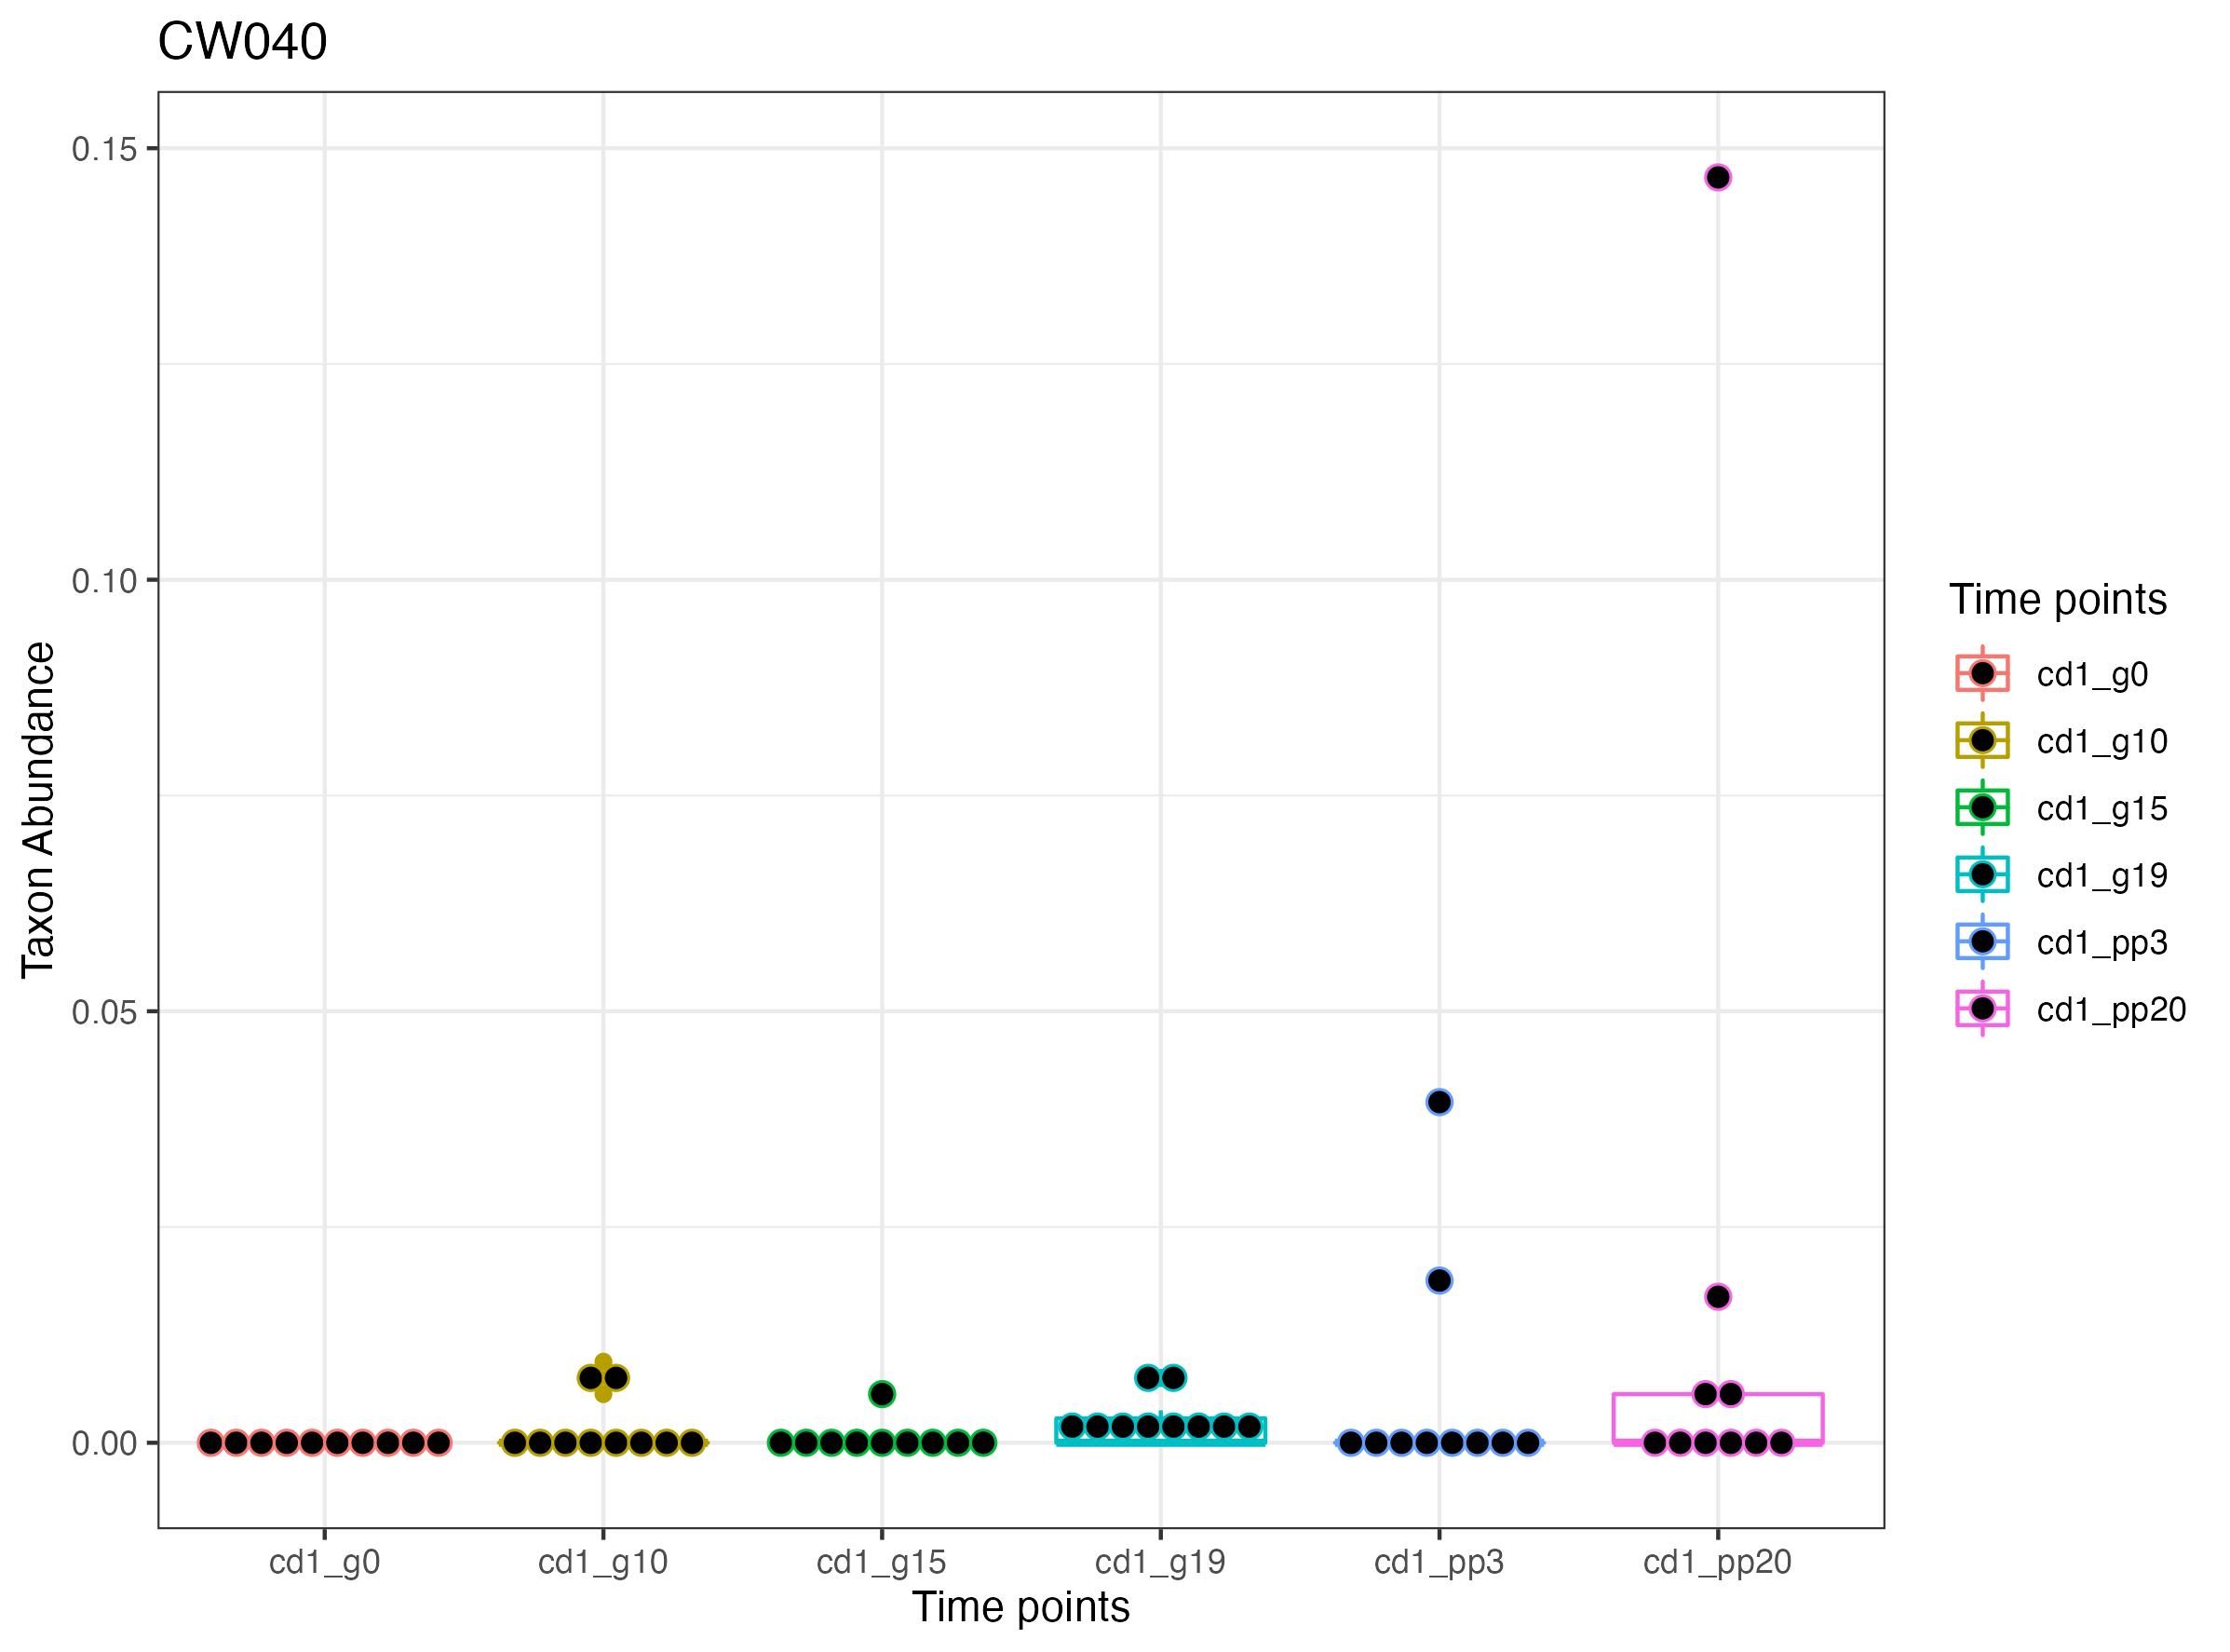 CW040
0.15
0.10
0.05
0.00
Taxon Abundance
cd1_g0 cd1_g10 cd1_g15 cd1_g19 cd1_pp3 cd1_pp20
Time points
Time points
cd1_g0
cd1_g10
cd1_g15
cd1_g19
cd1_pp3
cd1_pp20